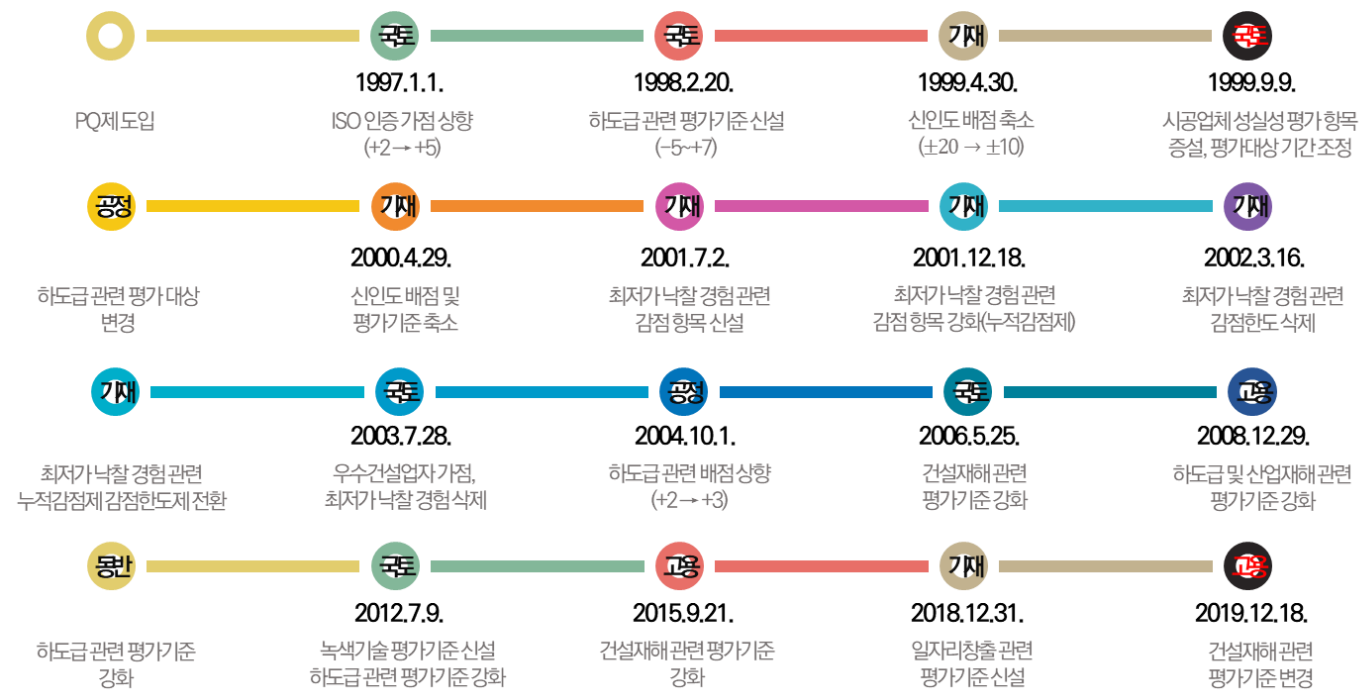 국토
국토
기재
국토
1997.1.1.
1998.2.20.
1999.4.30.
1999.9.9.
PQ제 도입
ISO 인증 가점 상향
(+2→+5)
하도급 관련 평가기준 신설
(-5~+7)
신인도 배점 축소
(±20 → ±10)
시공업체 성실성 평가 항목
증설, 평가대상 기간 조정
공정
기재
기재
기재
기재
2000.4.29.
2001.7.2.
2001.12.18.
2002.3.16.
하도급 관련 평가 대상
변경
신인도 배점 및
평가기준 축소
최저가 낙찰 경험 관련
감점 항목 신설
최저가 낙찰 경험 관련
감점 항목 강화(누적감점제)
최저가 낙찰 경험 관련
감점한도 삭제
기재
국토
공정
국토
고용
2003.7.28.
2004.10.1.
2006.5.25.
2008.12.29.
최저가 낙찰 경험 관련
누적감점제 감점한도제 전환
우수건설업자 가점,
최저가 낙찰 경험 삭제
하도급 관련 배점 상향
(+2→+3)
건설재해 관련
평가기준 강화
하도급 및 산업재해 관련
평가기준 강화
동반
국토
고용
기재
고용
2012.7.9.
2015.9.21.
2018.12.31.
2019.12.18.
하도급 관련 평가기준
강화
녹색기술 평가기준 신설
하도급 관련 평가기준 강화
건설재해 관련 평가기준
강화
일자리창출 관련
평가기준 신설
건설재해 관련
평가기준 변경